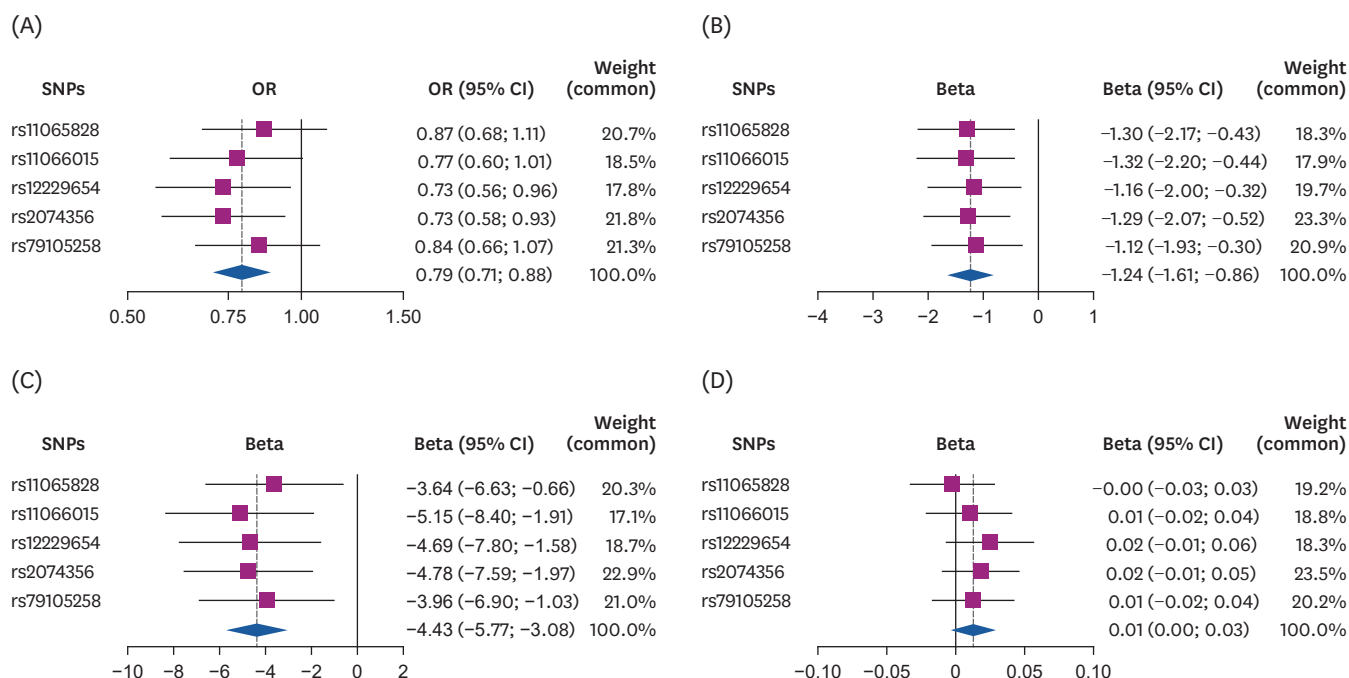 (A)
SNPs OR OR (95% CI) Weight (common)
rs11065828 0.87 (0.68; 1.11) 20.7%
rs11066015 0.77 (0.60; 1.01) 18.5%
rs12229654 0.73 (0.56; 0.96) 17.8%
rs2074356 0.73 (0.58; 0.93) 21.8%
rs79105258 0.84 (0.66; 1.07) 21.3%
0.79 (0.71; 0.88) 100.0%
0.50 0.75 1.00 1.50
(B)
SNPs Beta Beta (95% CI) Weight (common)
rs11065828 −1.30 (−2.17; −0.43) 18.3%
rs11066015 −1.32 (−2.20; −0.44) 17.9%
rs12229654 −1.16 (−2.00; −0.32) 19.7%
rs2074356 −1.29 (−2.07; −0.52) 23.3%
rs79105258 −1.12 (−1.93; −0.30) 20.9%
−1.24 (−1.61; −0.86) 100.0%
−4 −3 −2 −1 0 1
(C)
SNPs Beta Beta (95% CI) Weight (common)
rs11065828 −3.64 (−6.63; −0.66) 20.3%
rs11066015 −5.15 (−8.40; −1.91) 17.1%
rs12229654 −4.69 (−7.80; −1.58) 18.7%
rs2074356 −4.78 (−7.59; −1.97) 22.9%
rs79105258 −3.96 (−6.90; −1.03) 21.0%
−4.43 (−5.77; −3.08) 100.0%
−10 −8 −6 −4 −2 0 2
(D)
SNPs Beta Beta (95% CI) Weight (common)
rs11065828 −0.00 (−0.03; 0.03) 19.2%
rs11066015 0.01 (−0.02; 0.04) 18.8%
rs12229654 0.02 (−0.01; 0.06) 18.3%
rs2074356 0.02 (−0.01; 0.05) 23.5%
rs79105258 0.01 (−0.02; 0.04) 20.2%
0.01 (0.00; 0.03) 100.0%
−0.10 −0.05 0 0.05 0.10